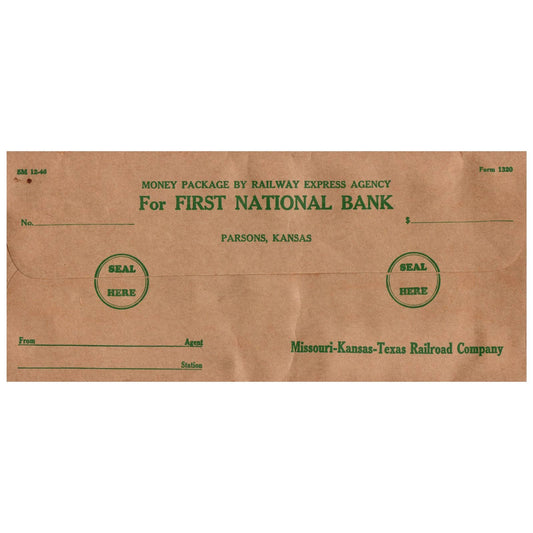 5M 12-46 Form 1320
MONEY PACKAGE BY RAILWAY EXPRESS AGENCY
For FIRST NATIONAL BANK
No. $
PARSONS, KANSAS
SEAL SEAL
HERE HERE
From Agent
Missouri-Kansas-Texas Railroad Company
Station